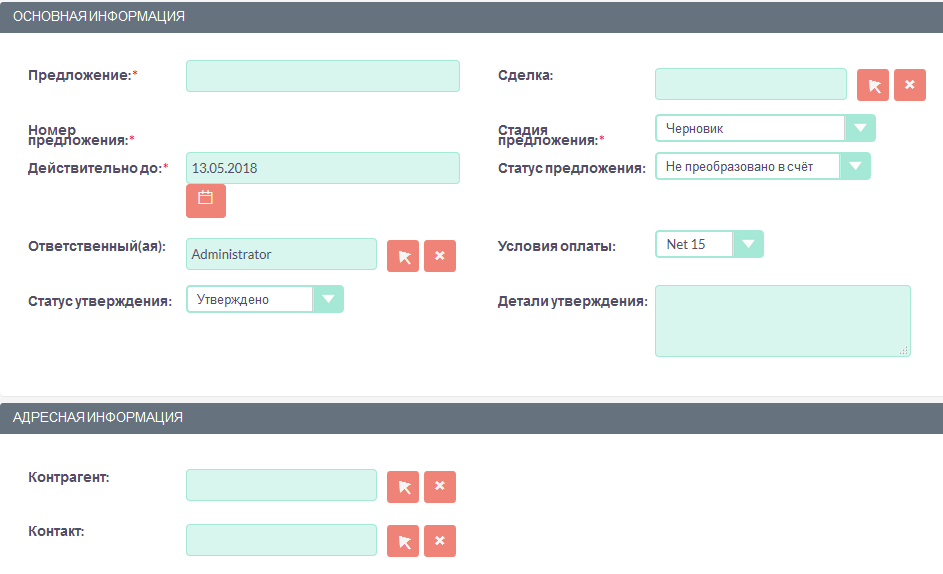 ОСНОВНАЯ ИНФОРМАЦИЯ
Предложение:*
Сделка:
Номер
предложения:*
Стадия
предложения:*
Черновик
Действительно до:*
13.05.2018
Статус предложения:
Не преобразовано в счёт
Ответственный(ая):
Administrator
Условия оплаты:
Net 15
Статус утверждения:
Утверждено
Детали утверждения:
АДРЕСНАЯ ИНФОРМАЦИЯ
Контрагент:
Контакт: